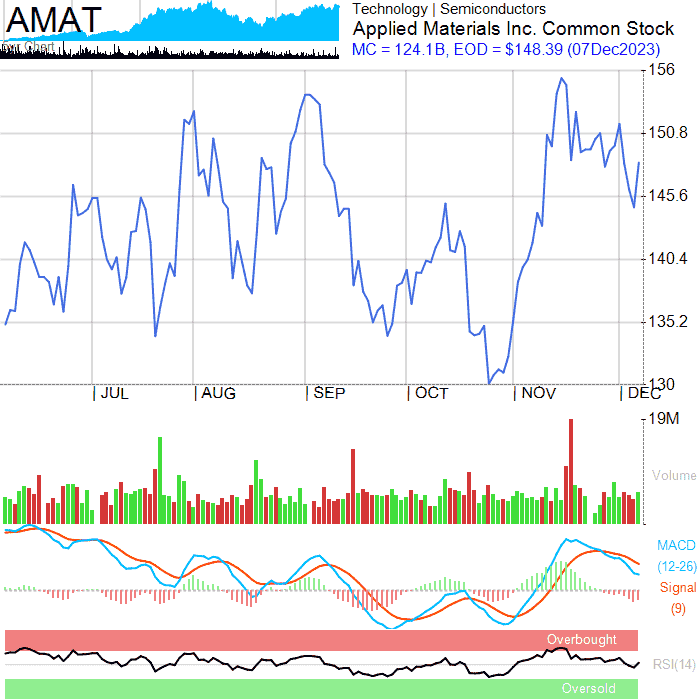 AMAT
Technology | Semiconductors
Applied Materials Inc. Common Stock
MC = 124.1B, EOD = $148.39 (07Dec2023)
Chart
156
150.8
145.6
140.4
135.2
130
JUL
AUG
SEP
OCT
NOV
DEC
19M
Volume
MACD
(12-26)
Signal
(9)
Overbought
RSI(14)
Oversold